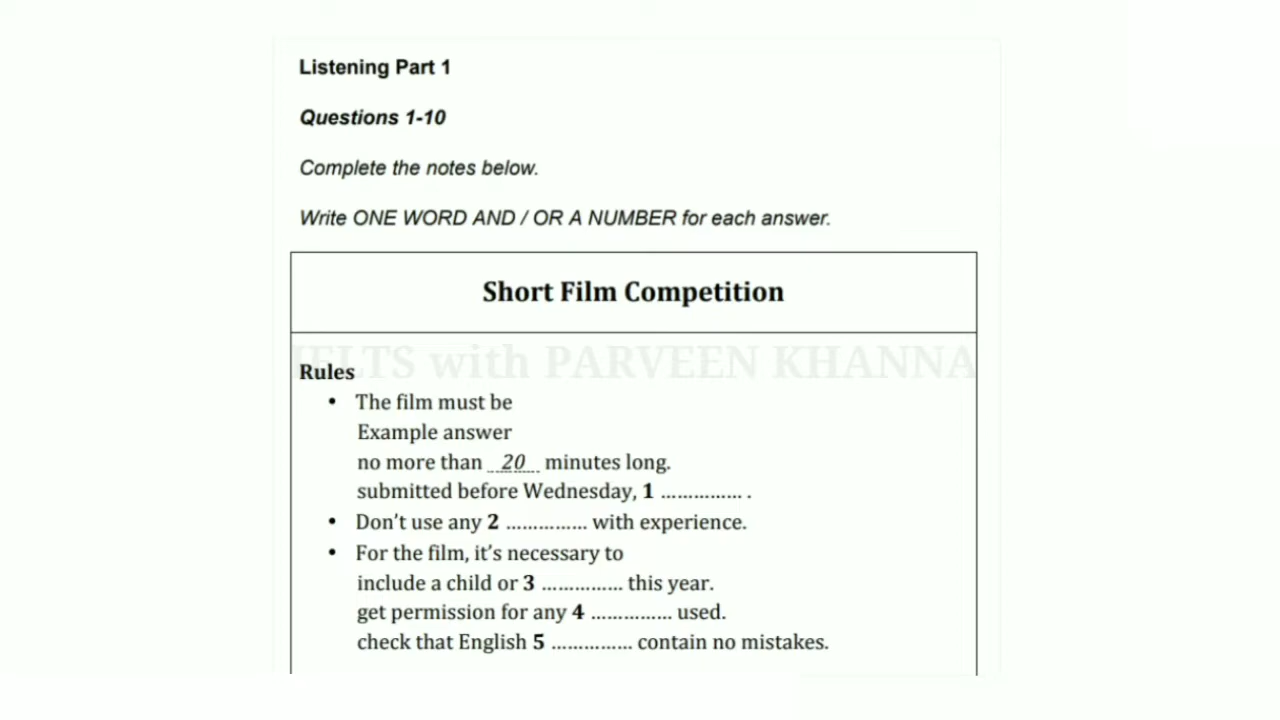 Listening Part 1
Questions 1-10
Complete the notes below.
Write ONE WORD AND / OR A NUMBER for each answer.
Short Film Competition
IELTS with PARVEEN KHANNA
Rules
• The film must be
Example answer
no more than 20 minutes long.
submitted before Wednesday, 1 ............... .
• Don't use any 2 ............... with experience.
• For the film, it's necessary to
include a child or 3 ............... this year.
get permission for any 4 ............... used.
check that English 5 ............... contain no mistakes.